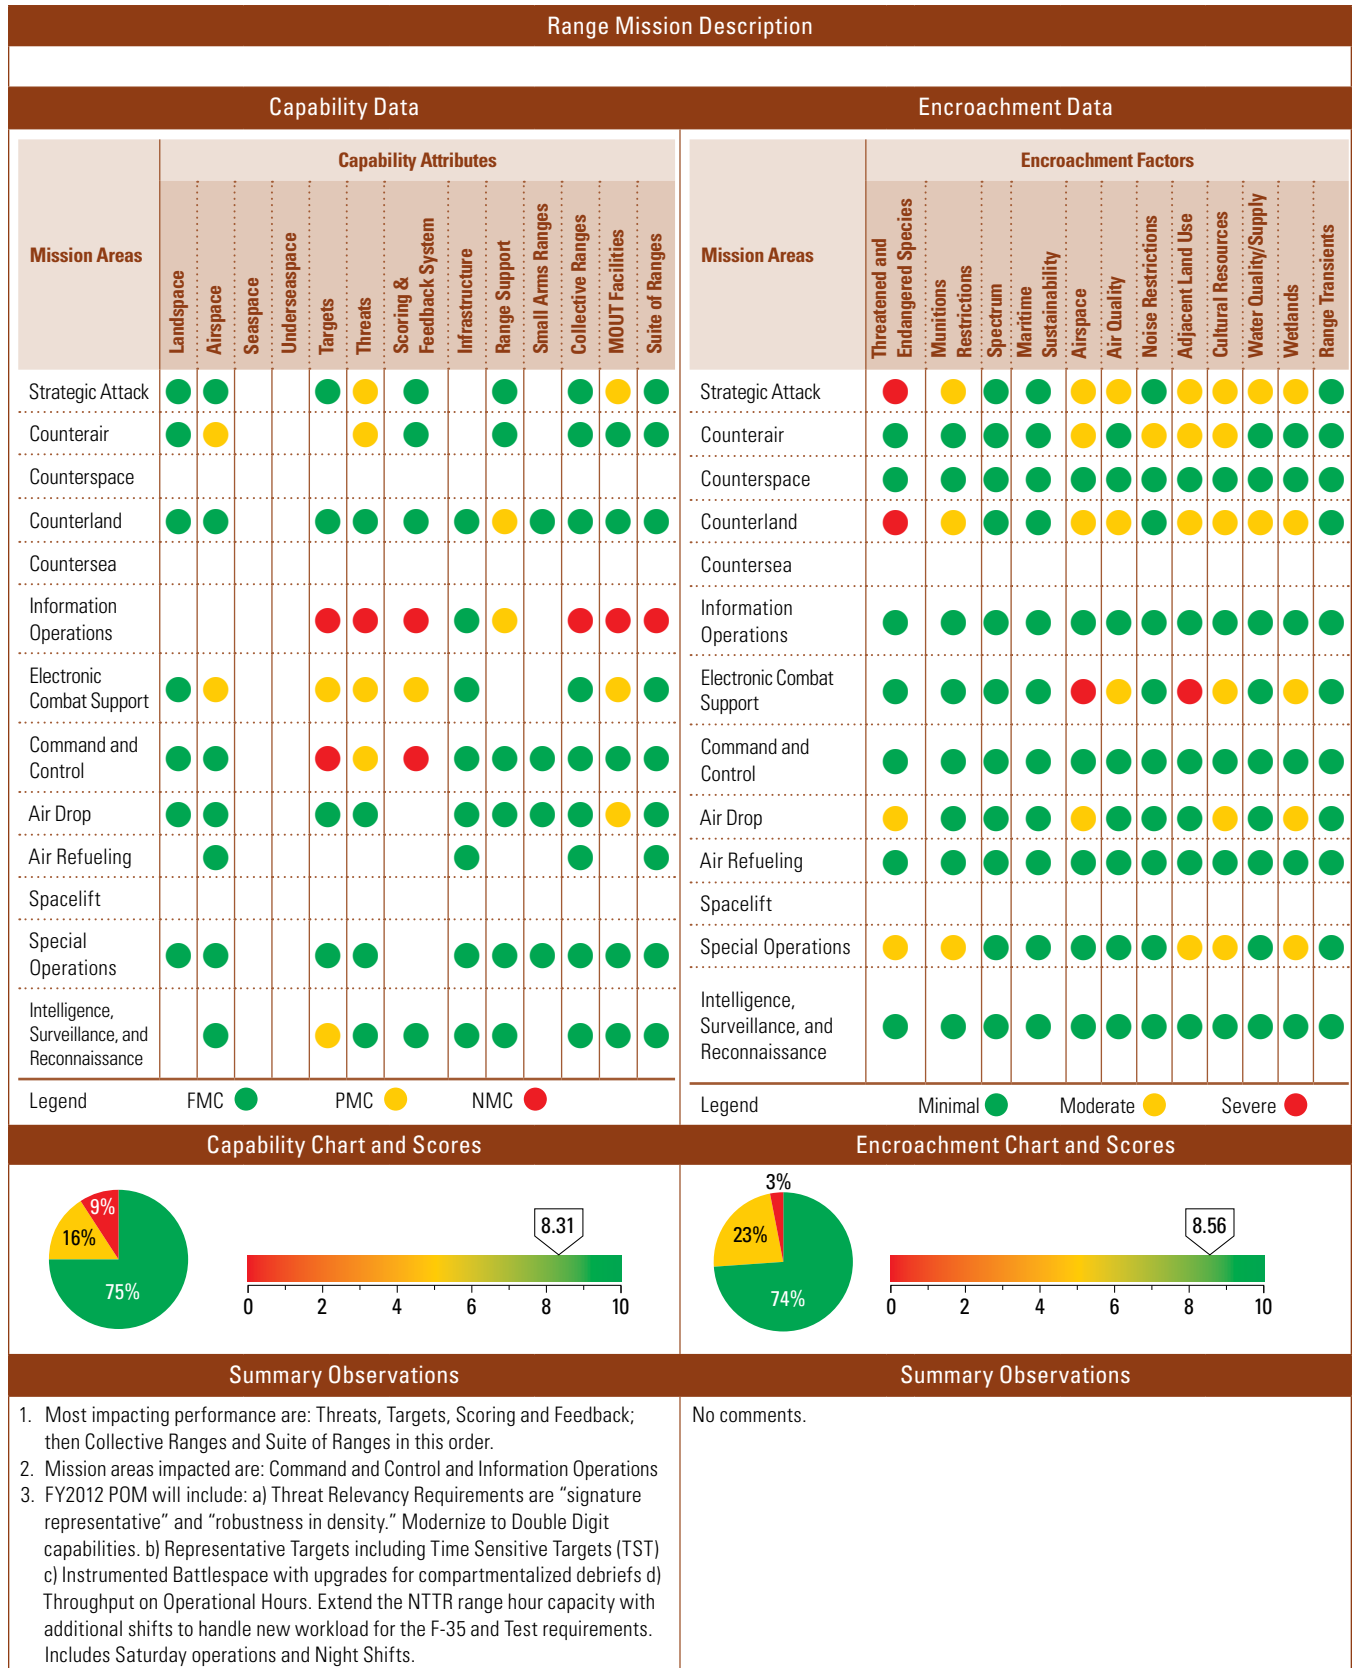 Range Mission Description
Capability Data
Capability Attributes
Mission Areas
Landspace
Airspace
Seaspace
Underseaspace
Targets
Threats
Scoring &
Feedback System
Infrastructure
Range Support
Small Arms Ranges
Collective Ranges
MOUT Facilities
Suite of Ranges
Strategic Attack
Counterair
Counterspace
Counterland
Countersea
Information
Operations
Electronic
Combat Support
Command and
Control
Air Drop
Air Refueling
Spacelift
Special
Operations
Intelligence,
Surveillance, and
Reconnaissance
Legend FMC PMC NMC
Encroachment Data
Encroachment Factors
Mission Areas
Threatened and
Endangered Species
Munitions
Restrictions
Spectrum
Maritime
Sustainability
Airspace
Air Quality
Noise Restrictions
Adjacent Land Use
Cultural Resources
Water Quality/Supply
Wetlands
Range Transients
Strategic Attack
Counterair
Counterspace
Counterland
Countersea
Information
Operations
Electronic Combat
Support
Command and
Control
Air Drop
Air Refueling
Spacelift
Special Operations
Intelligence,
Surveillance, and
Reconnaissance
Legend Minimal Moderate Severe
Capability Chart and Scores
9%
16%
75%
8.31
0 2 4 6 8 10
Encroachment Chart and Scores
3%
23%
74%
8.56
0 2 4 6 8 10
Summary Observations
1. Most impacting performance are: Threats, Targets, Scoring and Feedback;
then Collective Ranges and Suite of Ranges in this order.
2. Mission areas impacted are: Command and Control and Information Operations
3. FY2012 POM will include: a) Threat Relevancy Requirements are “signature
representative” and “robustness in density.” Modernize to Double Digit
capabilities. b) Representative Targets including Time Sensitive Targets (TST)
c) Instrumented Battlespace with upgrades for compartmentalized debriefs d)
Throughput on Operational Hours. Extend the NTTR range hour capacity with
additional shifts to handle new workload for the F-35 and Test requirements.
Includes Saturday operations and Night Shifts.
Summary Observations
No comments.